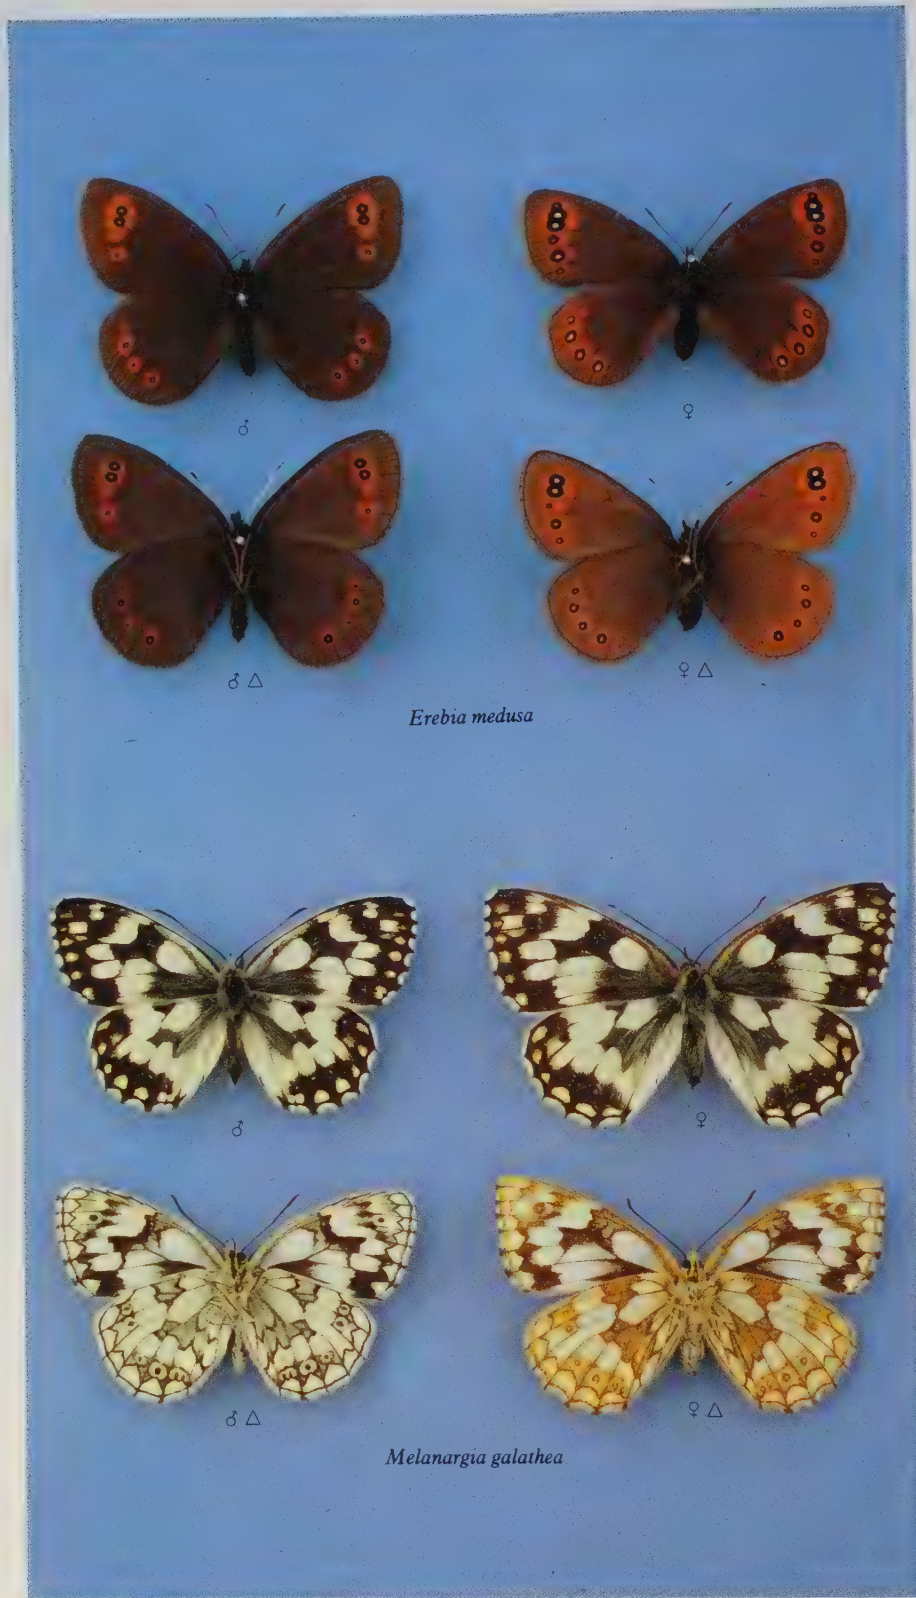 ♂ ♀
♂ △ ♀ △
Erebia medusa
♂ ♀
♂ △ ♀ △
Melanargia galathea